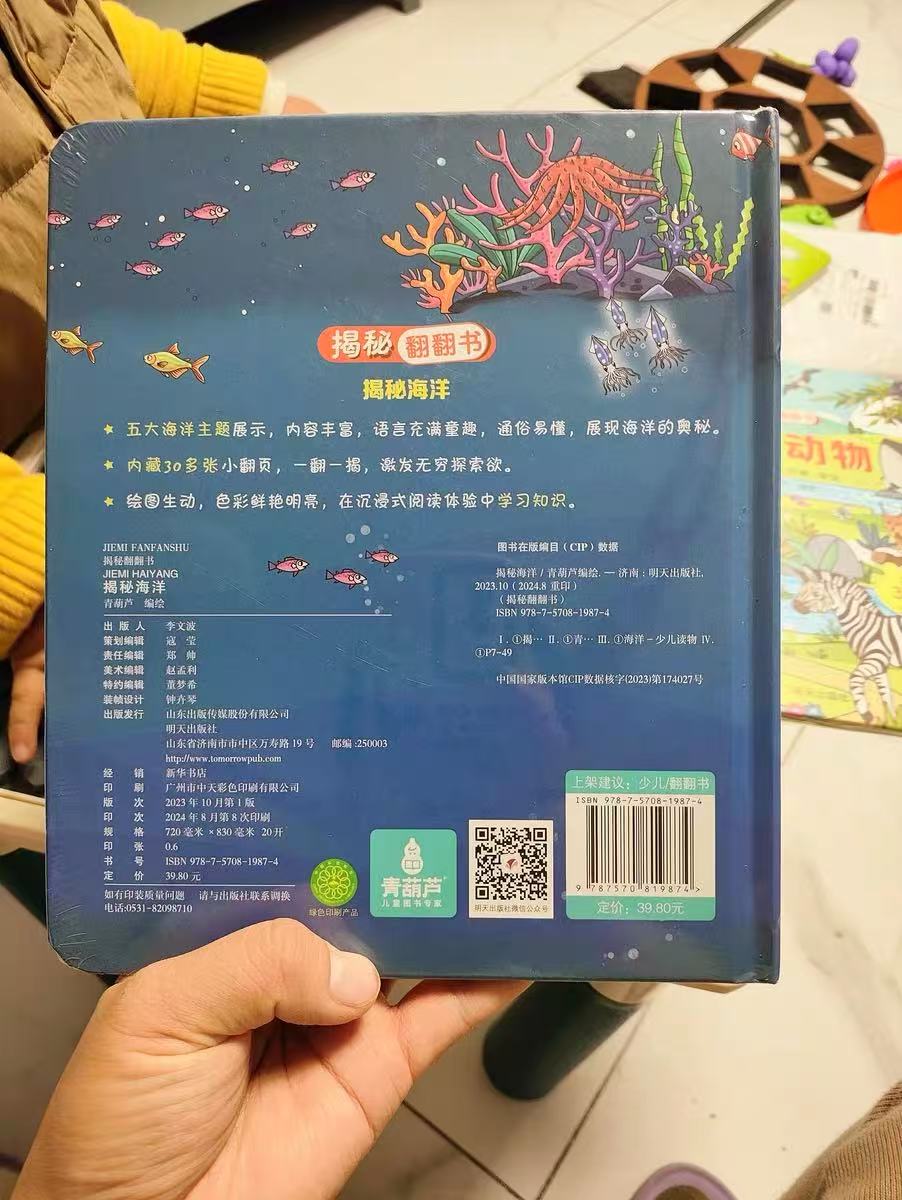 揭秘 翻翻书
揭秘海洋
五大海洋主题展示，内容丰富，语言充满童趣，通俗易懂，展现海洋的奥秘。
内藏30多张小翻页，一翻一揭，激发无穷探索欲。
绘图生动，色彩鲜艳明亮，在沉浸式阅读体验中学习知识。
JIEMI FANFANSHU
揭秘翻翻书
JIEMI HAIYANG
揭秘海洋
青葫芦 编绘
出 版 人 李文波
策划编辑 寇 莹
责任编辑 郑 帅
美术编辑 赵孟利
特约编辑 董梦希
装帧设计 钟卉琴
出版发行 山东出版传媒股份有限公司
明天出版社
山东省济南市市中区万寿路 19 号 邮编:250003
http://www.tomorrowpub.com
经 销 新华书店
印 刷 广州市中天彩色印刷有限公司
版 次 2023 年 10 月第 1 版
印 次 2024 年 8 月第 8 次印刷
规 格 720 毫米 × 830 毫米 20 开
印 张 0.6
书 号 ISBN 978-7-5708-1987-4
定 价 39.80 元
如有印装质量问题 请与出版社联系调换
电话:0531-82098710
图书在版编目（CIP）数据
揭秘海洋 / 青葫芦编绘. — 济南 : 明天出版社,
2023.10（2024.8 重印）
（揭秘翻翻书）
ISBN 978-7-5708-1987-4
Ⅰ. ①揭… Ⅱ. ①青… Ⅲ. ①海洋－少儿读物 Ⅳ.
①P7-49
中国国家版本馆CIP数据核字(2023)第174027号
绿色印刷产品
青葫芦
儿童图书专家
明天出版社微信公众号
上架建议：少儿/翻翻书
ISBN 978-7-5708-1987-4
9 787570 819874 >
定价：39.80元
动物